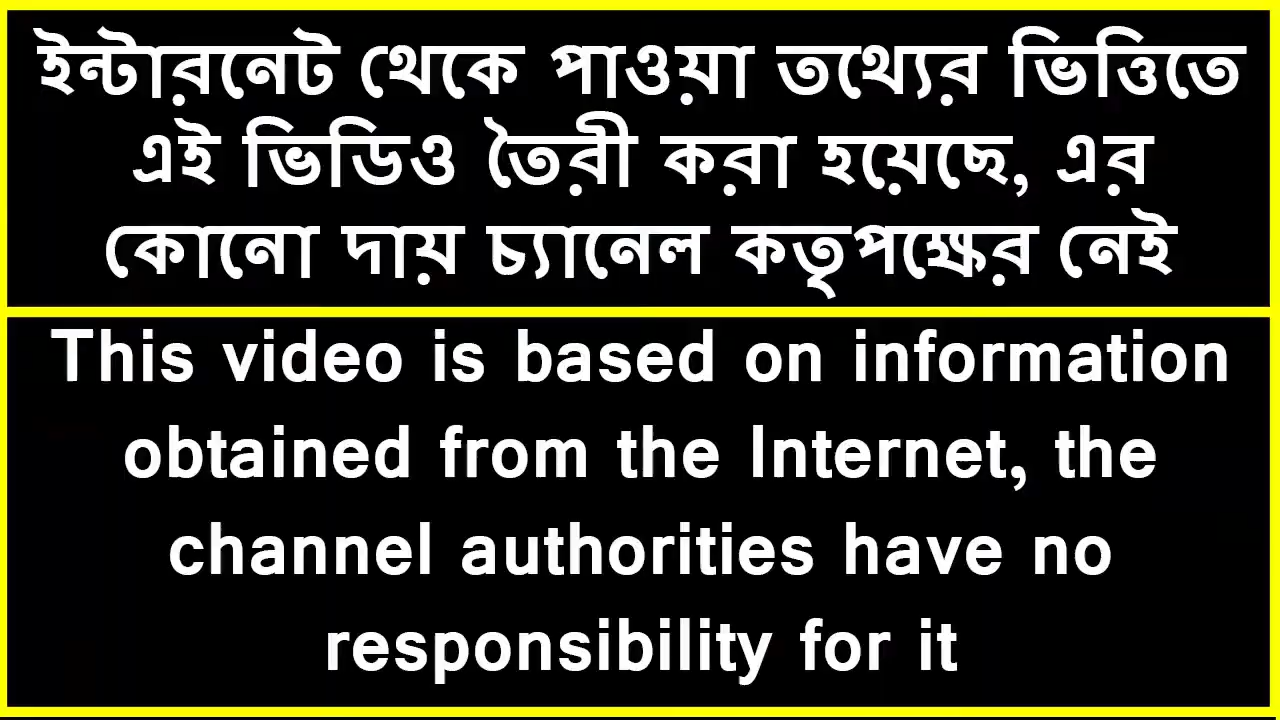 ইন্টারনেট থেকে পাওয়া তথ্যের ভিত্তিতে
এই ভিডিও তৈরী করা হয়েছে, এর
কোনো দায় চ্যানেল কতৃপক্ষের নেই
This video is based on information
obtained from the Internet, the
channel authorities have no
responsibility for it